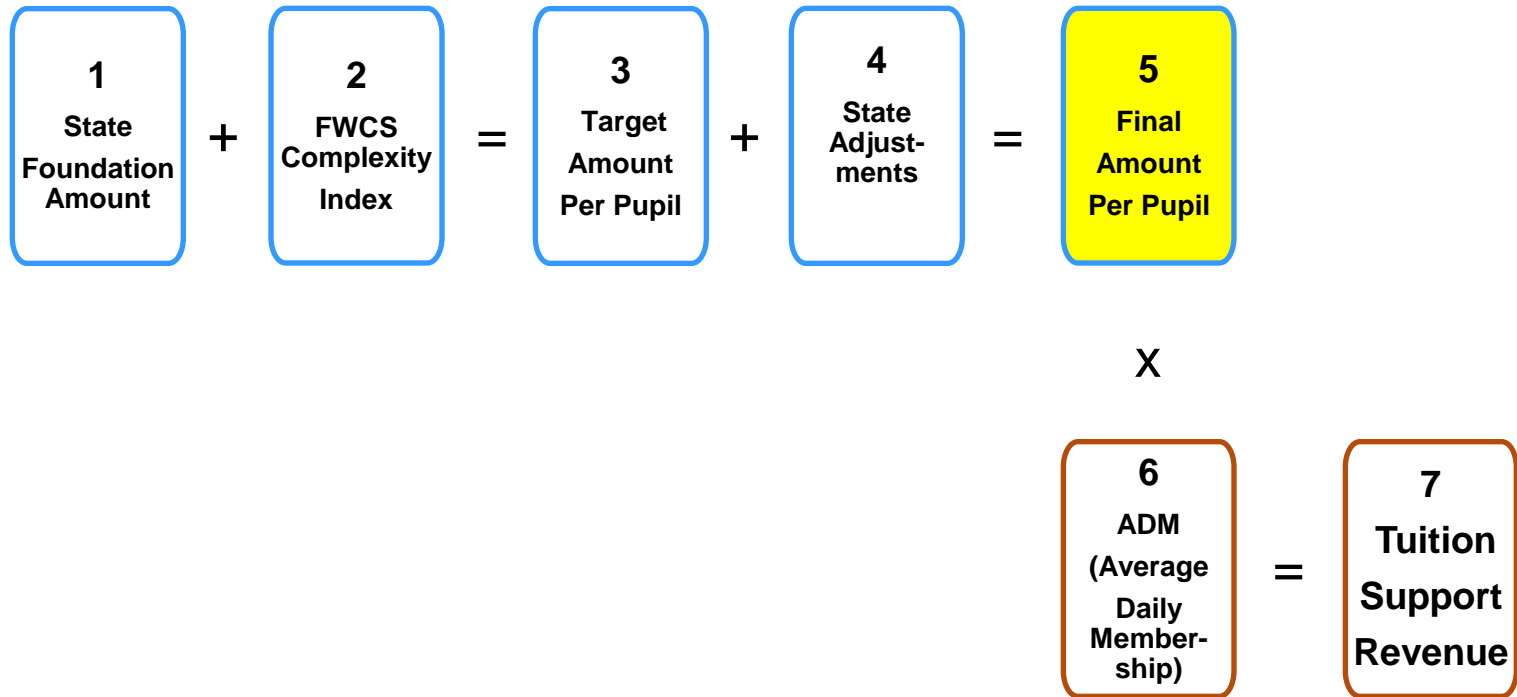 1
State
Foundation
Amount
+
2
FWCS
Complexity
Index
=
3
Target
Amount
Per Pupil
+
4
State
Adjust-
ments
=
5
Final
Amount
Per Pupil
x
6
ADM
(Average
Daily
Member-
ship)
=
7
Tuition
Support
Revenue